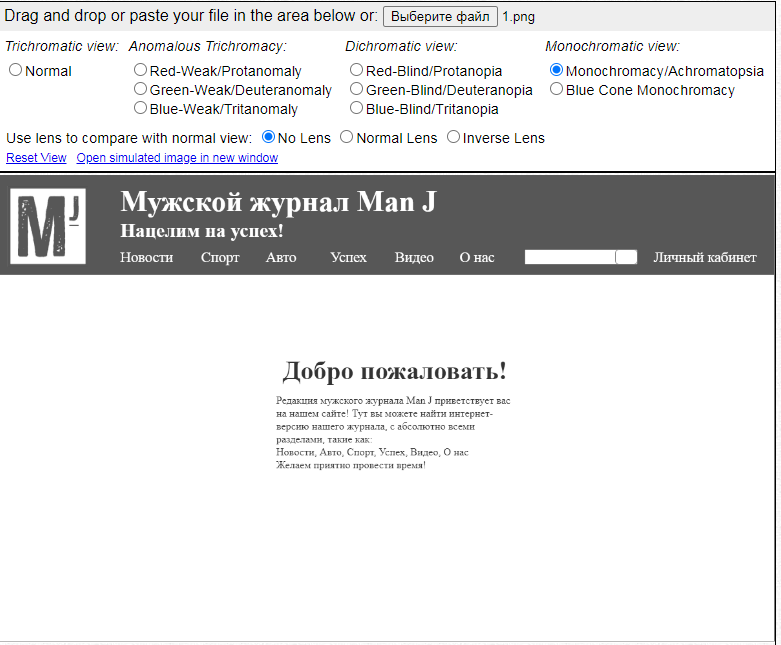 Drag and drop or paste your file in the area below or: Выберите файл 1.png
Trichromatic view: Anomalous Trichromacy: Dichromatic view: Monochromatic view:
Normal Red-Weak/Protanomaly Red-Blind/Protanopia Monochromacy/Achromatopsia
Green-Weak/Deuteranomaly Green-Blind/Deuteranopia Blue Cone Monochromacy
Blue-Weak/Tritanomaly Blue-Blind/Tritanopia
Use lens to compare with normal view: No Lens Normal Lens Inverse Lens
Reset View Open simulated image in new window
MJ
Мужской журнал Man J
Нацелим на успех!
Новости Спорт Авто Успех Видео О нас Личный кабинет
Добро пожаловать!
Редакция мужского журнала Man J приветствует вас
на нашем сайте! Тут вы можете найти интернет-
версию нашего журнала, с абсолютно всеми
разделами, такие как:
Новости, Авто, Спорт, Успех, Видео, О нас
Желаем приятно провести время!